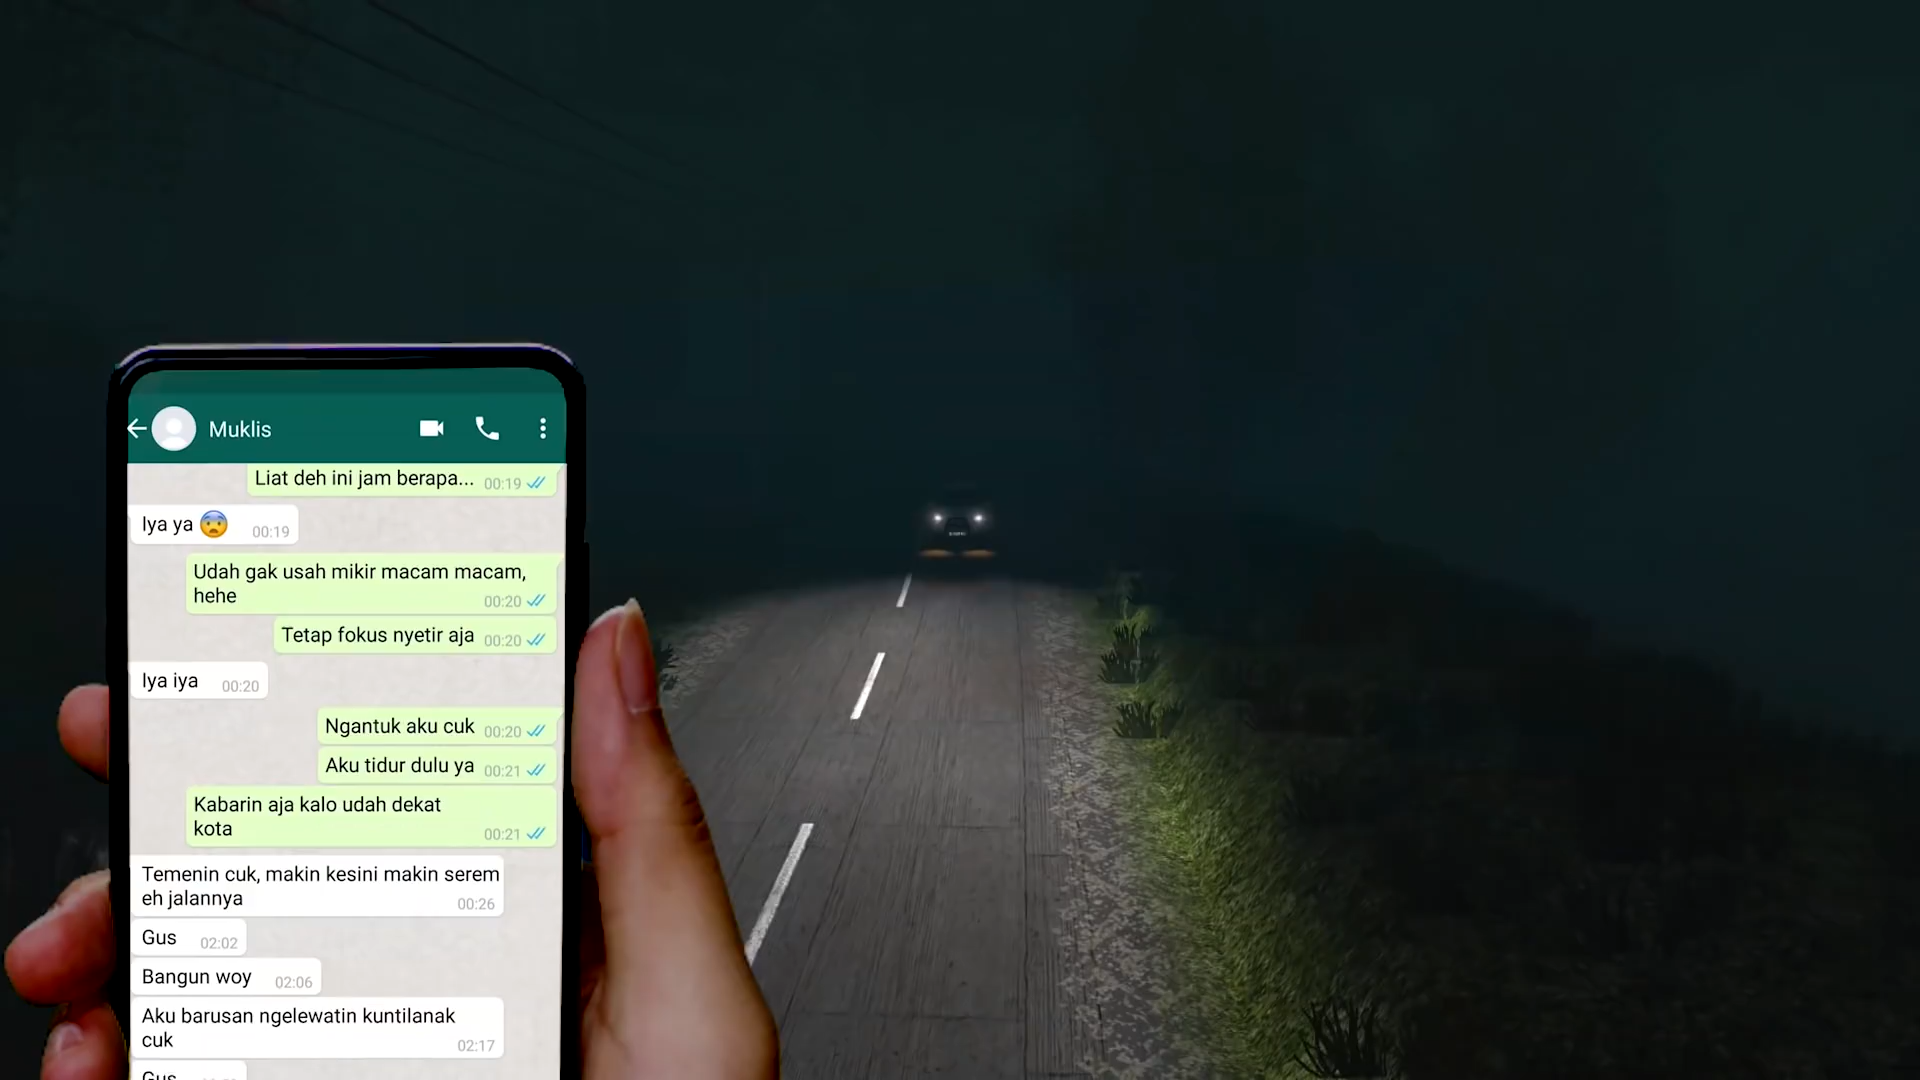 Muklis
Liat deh ini jam berapa... 00:19
Iya ya 😨 00:19
Udah gak usah mikir macam macam,
hehe 00:20
Tetap fokus nyetir aja 00:20
Iya iya 00:20
Ngantuk aku cuk 00:20
Aku tidur dulu ya 00:21
Kabarin aja kalo udah dekat
kota 00:21
Temenin cuk, makin kesini makin serem
eh jalannya 00:26
Gus 02:02
Bangun woy 02:06
Aku barusan ngelewatin kuntilanak
cuk 02:17
Gus